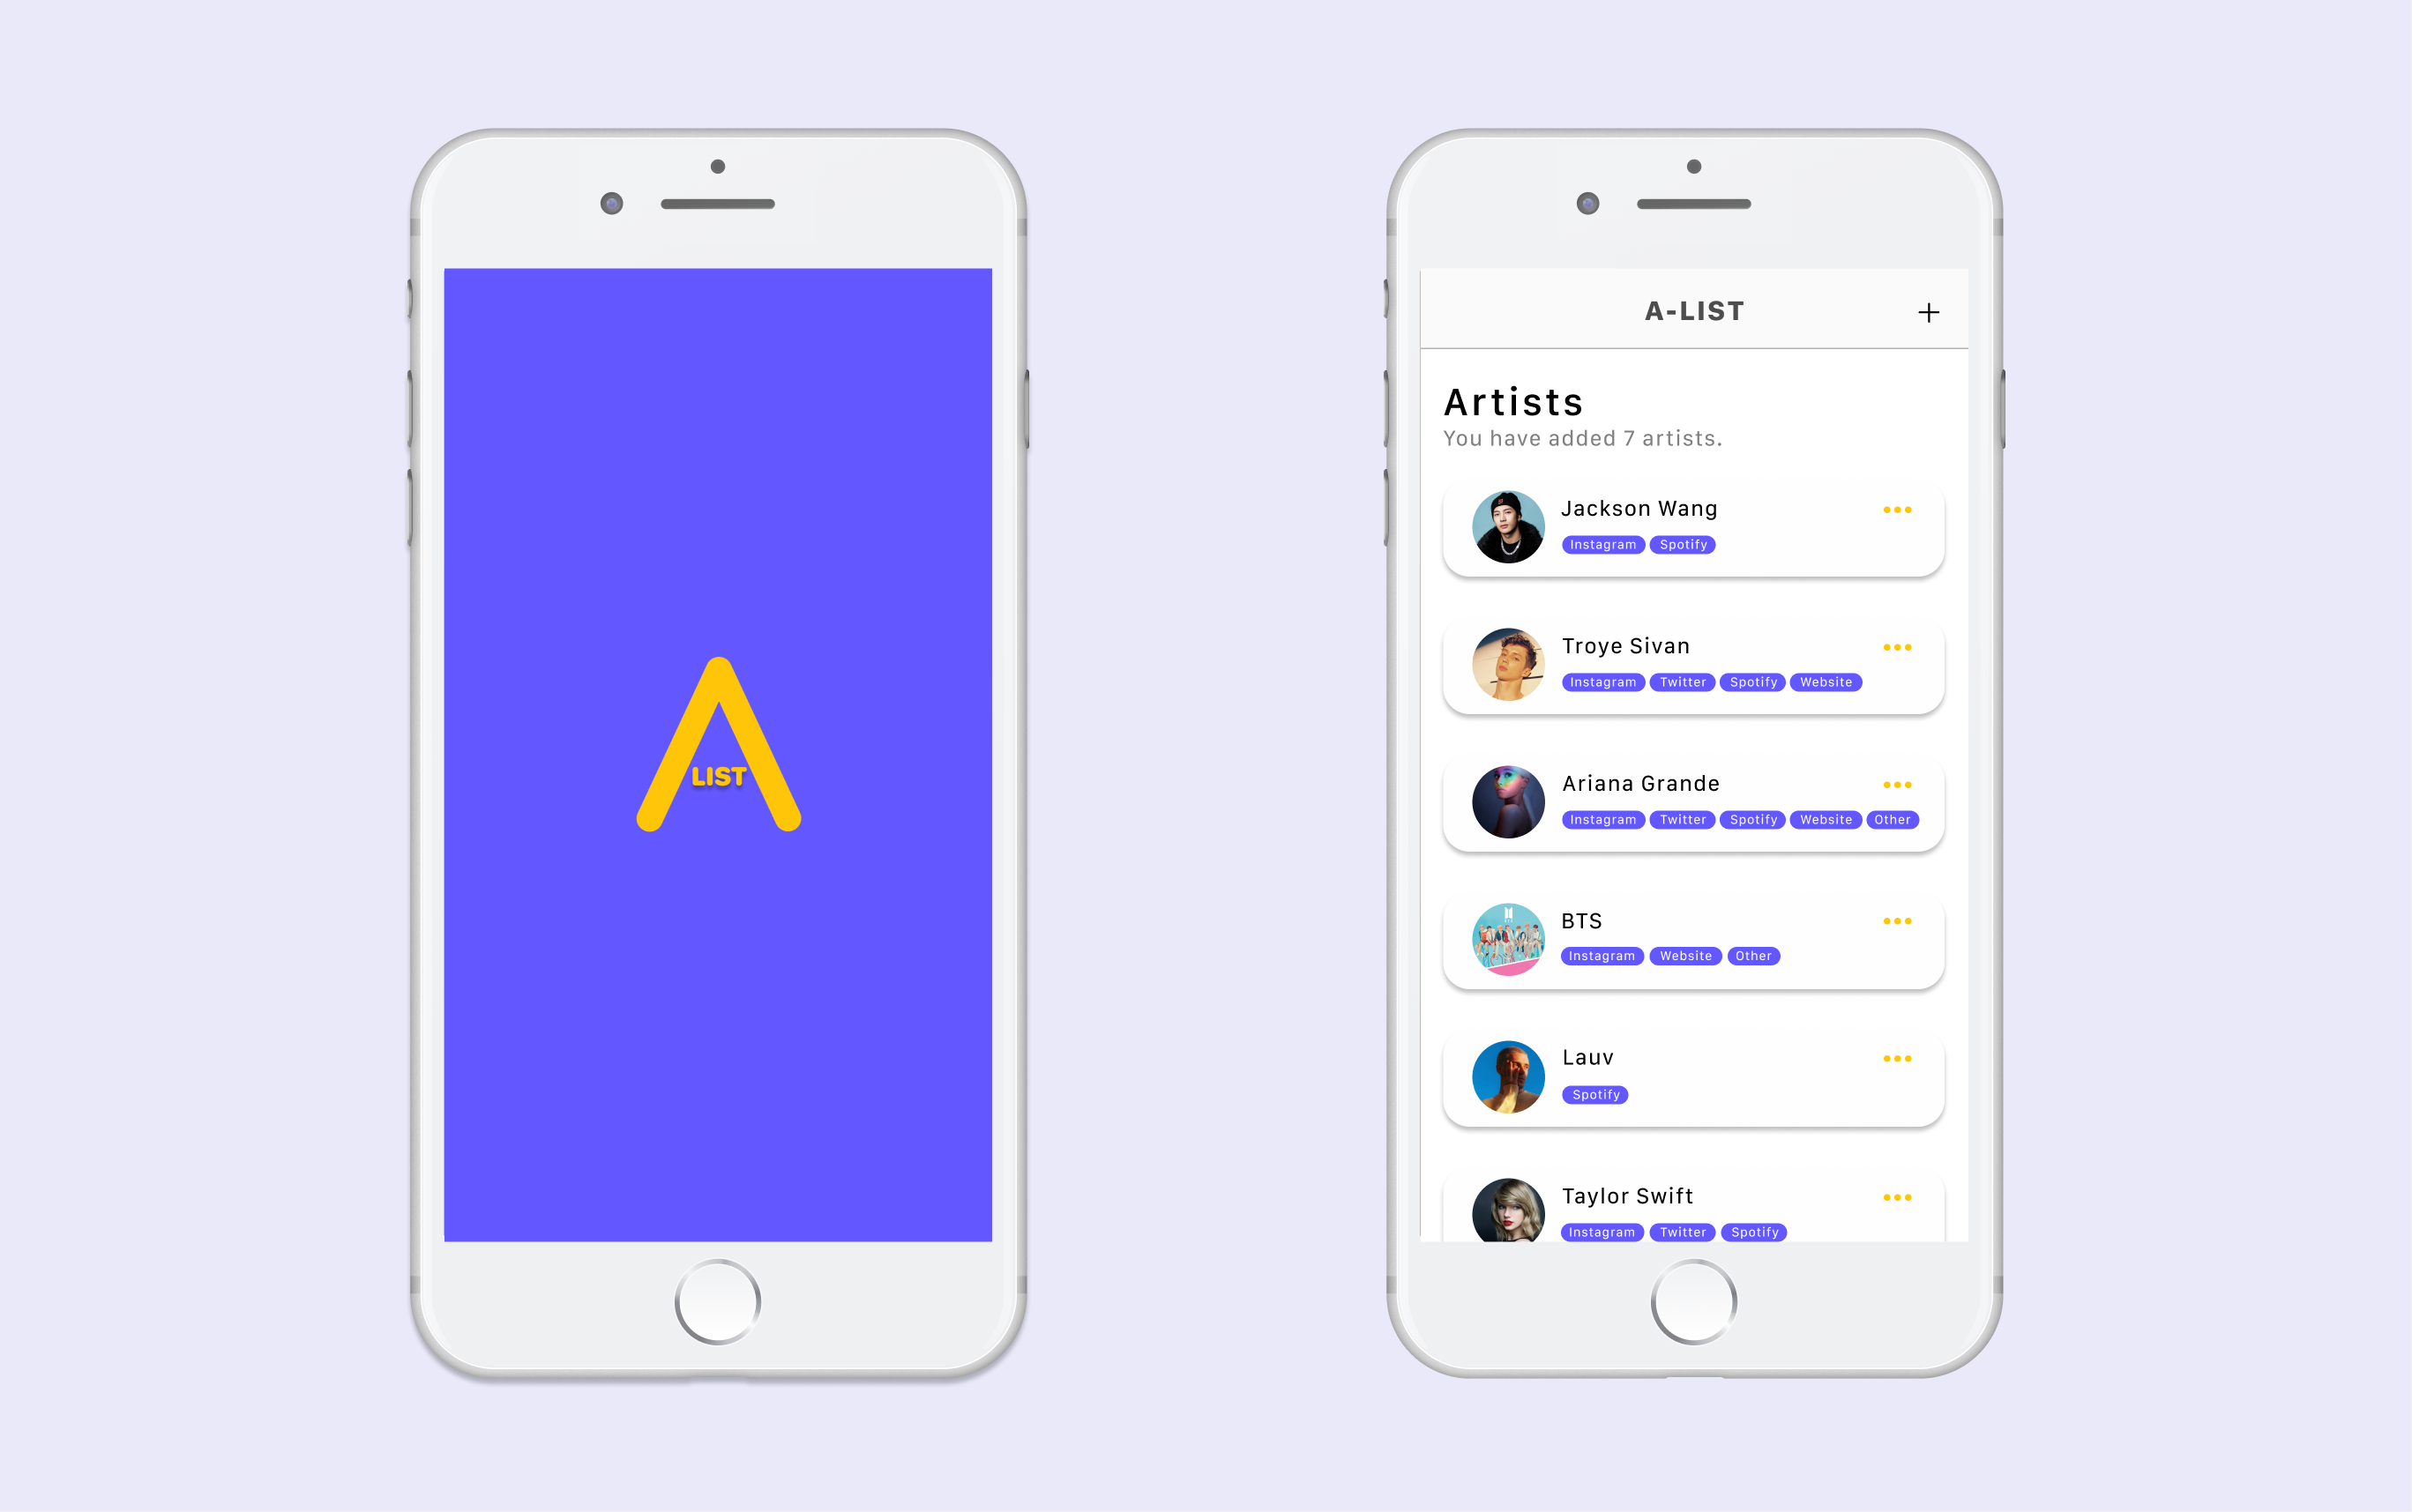 LIST
A-LIST
Artists
You have added 7 artists.
Jackson Wang
Instagram Spotify
Troye Sivan
Instagram Twitter Spotify Website
Ariana Grande
Instagram Twitter Spotify Website Other
BTS
Instagram Website Other
Lauv
Spotify
Taylor Swift
Instagram Twitter Spotify